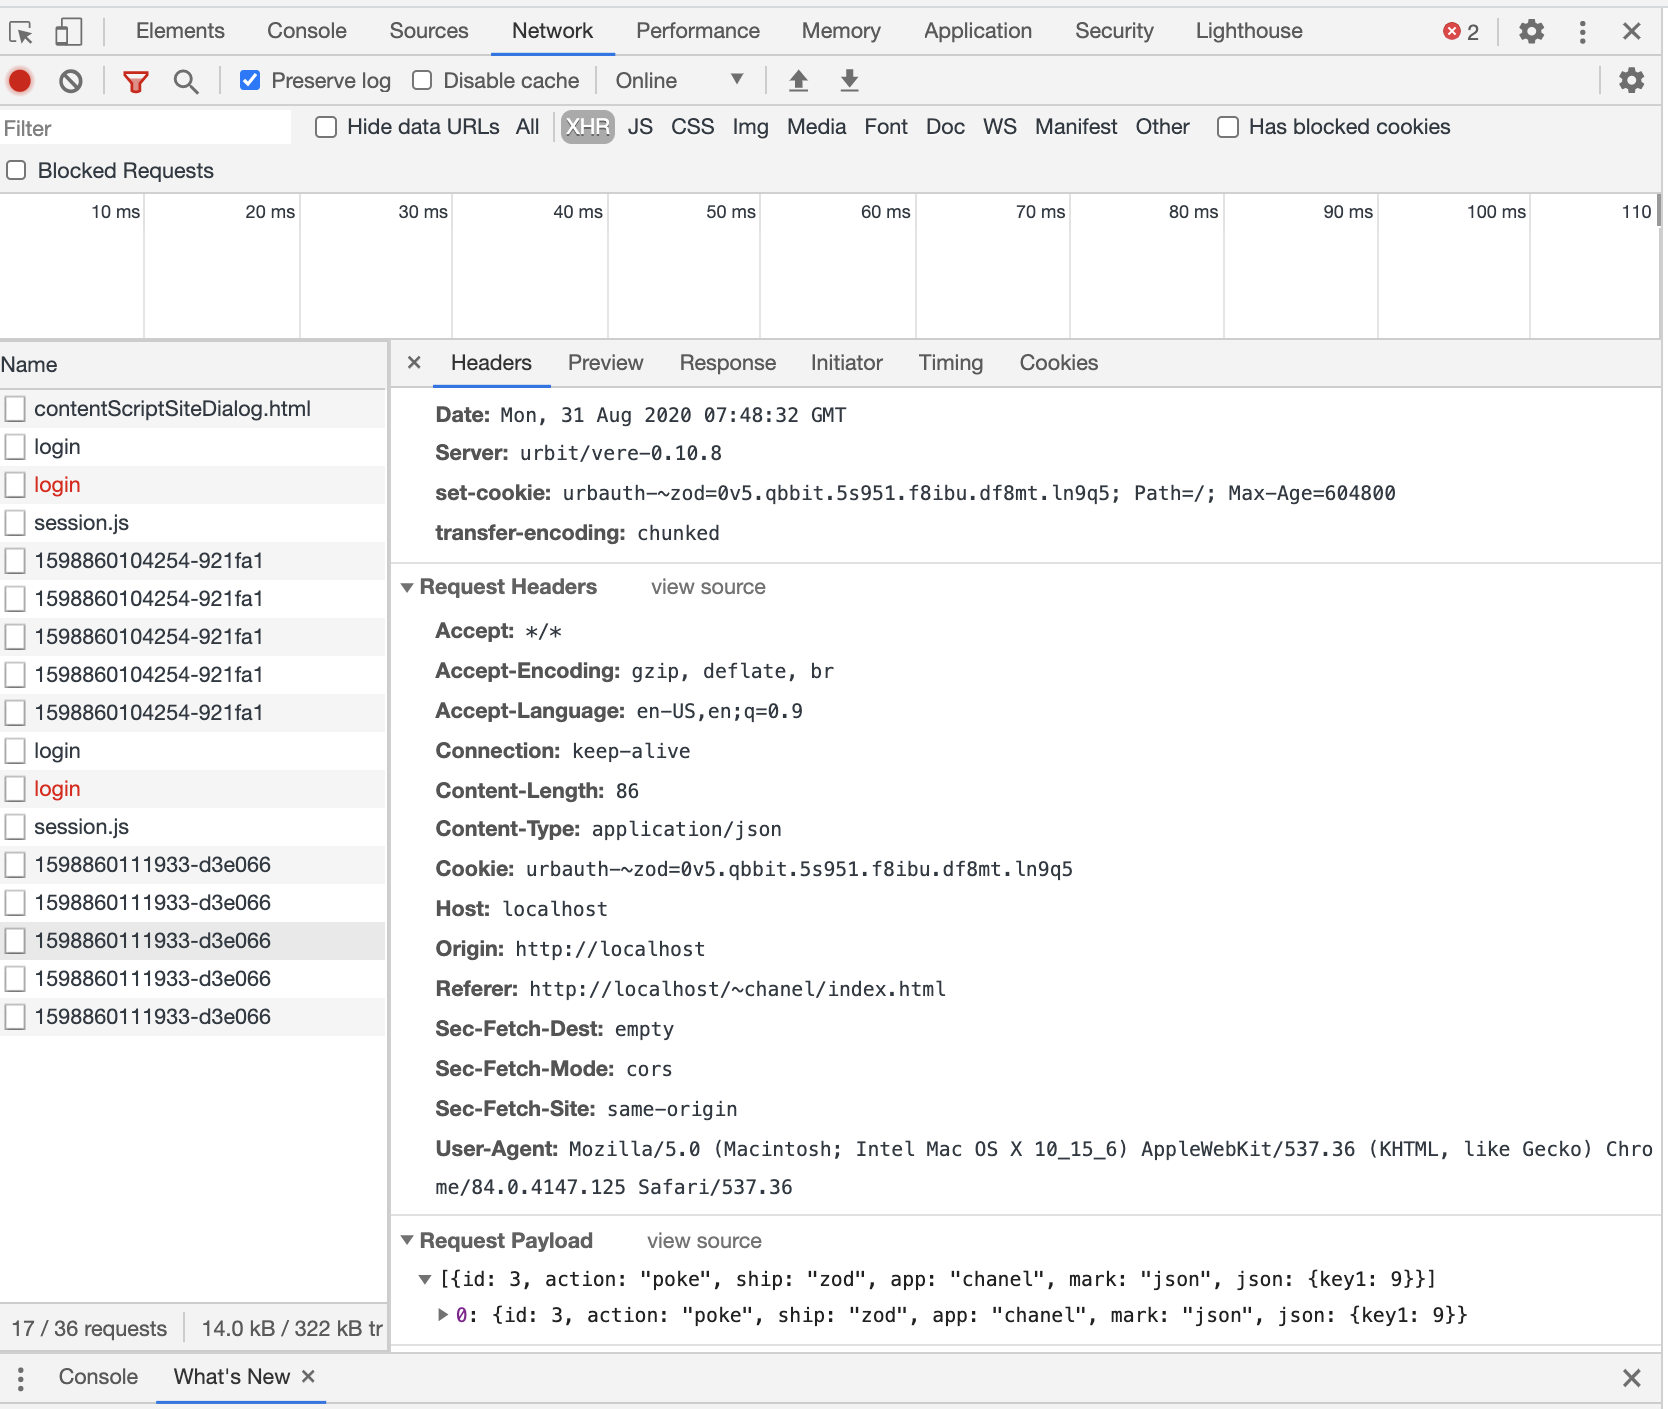 Elements Console Sources Network Performance Memory Application Security Lighthouse 2
Preserve log Disable cache Online
Filter Hide data URLs All XHR JS CSS Img Media Font Doc WS Manifest Other Has blocked cookies
Blocked Requests
10 ms 20 ms 30 ms 40 ms 50 ms 60 ms 70 ms 80 ms 90 ms 100 ms 110
Name
contentScriptSiteDialog.html
login
login
session.js
1598860104254-921fa1
1598860104254-921fa1
1598860104254-921fa1
1598860104254-921fa1
1598860104254-921fa1
login
login
session.js
1598860111933-d3e066
1598860111933-d3e066
1598860111933-d3e066
1598860111933-d3e066
1598860111933-d3e066
17 / 36 requests 14.0 kB / 322 kB tr
Headers Preview Response Initiator Timing Cookies
Date: Mon, 31 Aug 2020 07:48:32 GMT
Server: urbit/vere-0.10.8
set-cookie: urbauth-~zod=0v5.qbbit.5s951.f8ibu.df8mt.ln9q5; Path=/; Max-Age=604800
transfer-encoding: chunked
Request Headers view source
Accept: */*
Accept-Encoding: gzip, deflate, br
Accept-Language: en-US,en;q=0.9
Connection: keep-alive
Content-Length: 86
Content-Type: application/json
Cookie: urbauth-~zod=0v5.qbbit.5s951.f8ibu.df8mt.ln9q5
Host: localhost
Origin: http://localhost
Referer: http://localhost/~chanel/index.html
Sec-Fetch-Dest: empty
Sec-Fetch-Mode: cors
Sec-Fetch-Site: same-origin
User-Agent: Mozilla/5.0 (Macintosh; Intel Mac OS X 10_15_6) AppleWebKit/537.36 (KHTML, like Gecko) Chro
me/84.0.4147.125 Safari/537.36
Request Payload view source
[{id: 3, action: "poke", ship: "zod", app: "chanel", mark: "json", json: {key1: 9}}]
0: {id: 3, action: "poke", ship: "zod", app: "chanel", mark: "json", json: {key1: 9}}
Console What's New